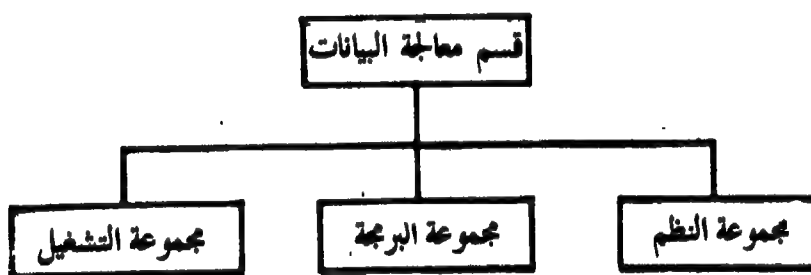 قسم معالجة البيانات
مجموعة النظم
مجموعة البرمجة
مجموعة التشغيل